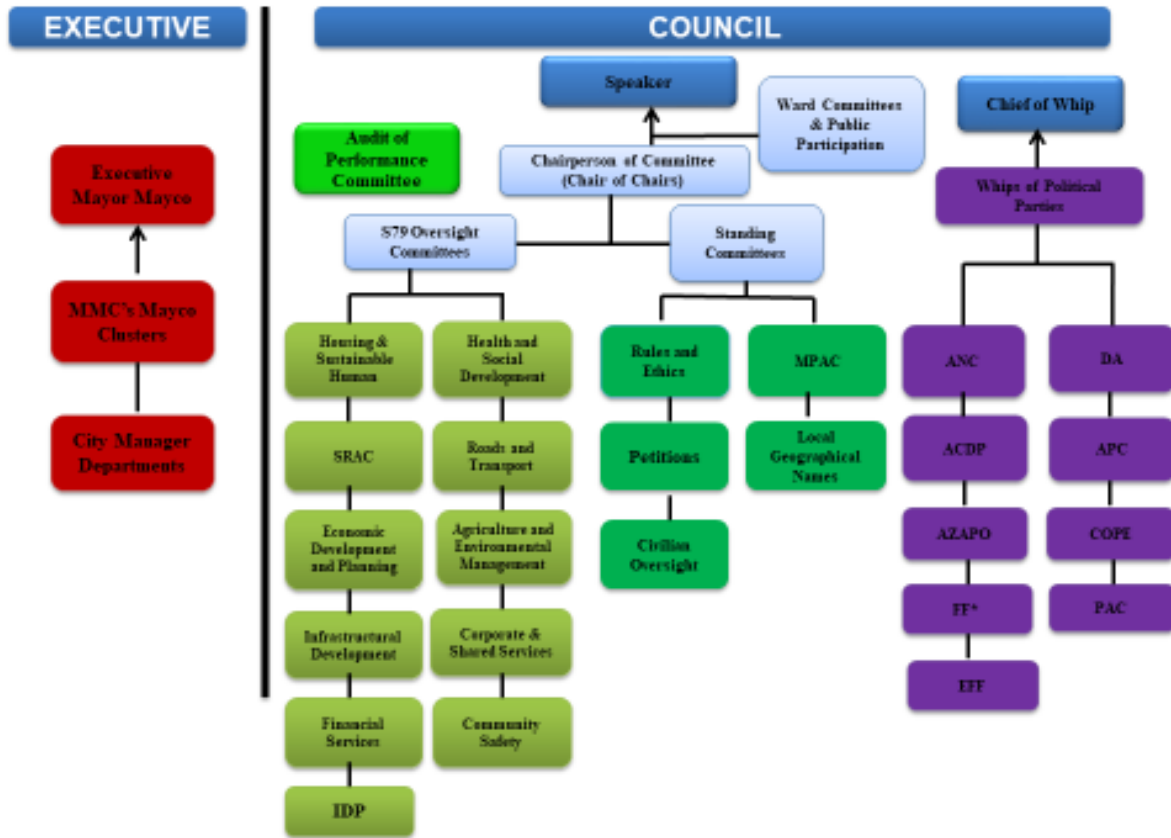 EXECUTIVE
COUNCIL
Speaker
Ward Committees
& Public
Participation
Chief of Whip
Audit of
Performance
Committee
Chairperson of Committee
(Chair of Chairs)
Executive
Mayor Mayco
Whips of Political
Parties
S79 Oversight
Committees
Standing
Committees
MMC's Mayco
Clusters
City Manager
Departments
Housing &
Sustainable
Human
SRAC
Economic
Development
and Planning
Infrastructural
Development
Financial
Services
IDP
Health and
Social
Development
Roads and
Transport
Agriculture and
Environmental
Management
Corporate &
Shared Services
Community
Safety
Rules and
Ethics
Petitions
Civilian
Oversight
MPAC
Local
Geographical
Names
ANC
ACDP
AZAPO
FF*
EFF
DA
APC
COPE
PAC